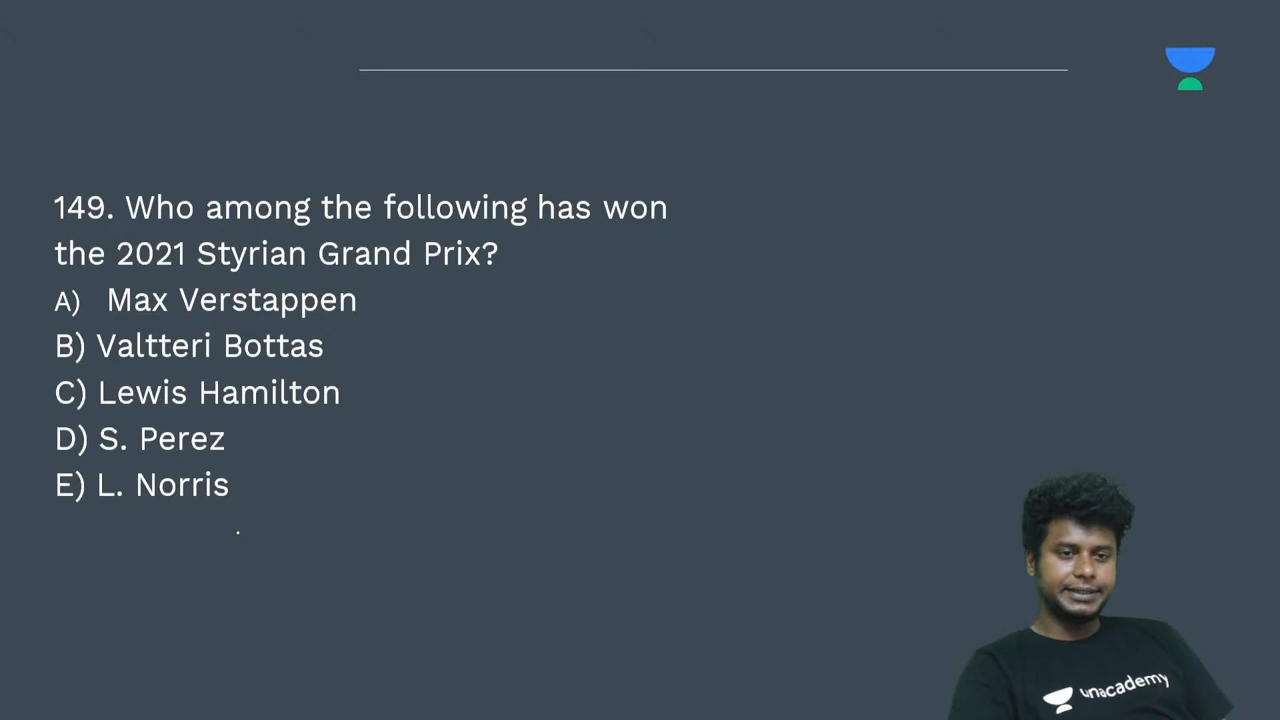 149. Who among the following has won
the 2021 Styrian Grand Prix?
A) Max Verstappen
B) Valtteri Bottas
C) Lewis Hamilton
D) S. Perez
E) L. Norris
unacademy